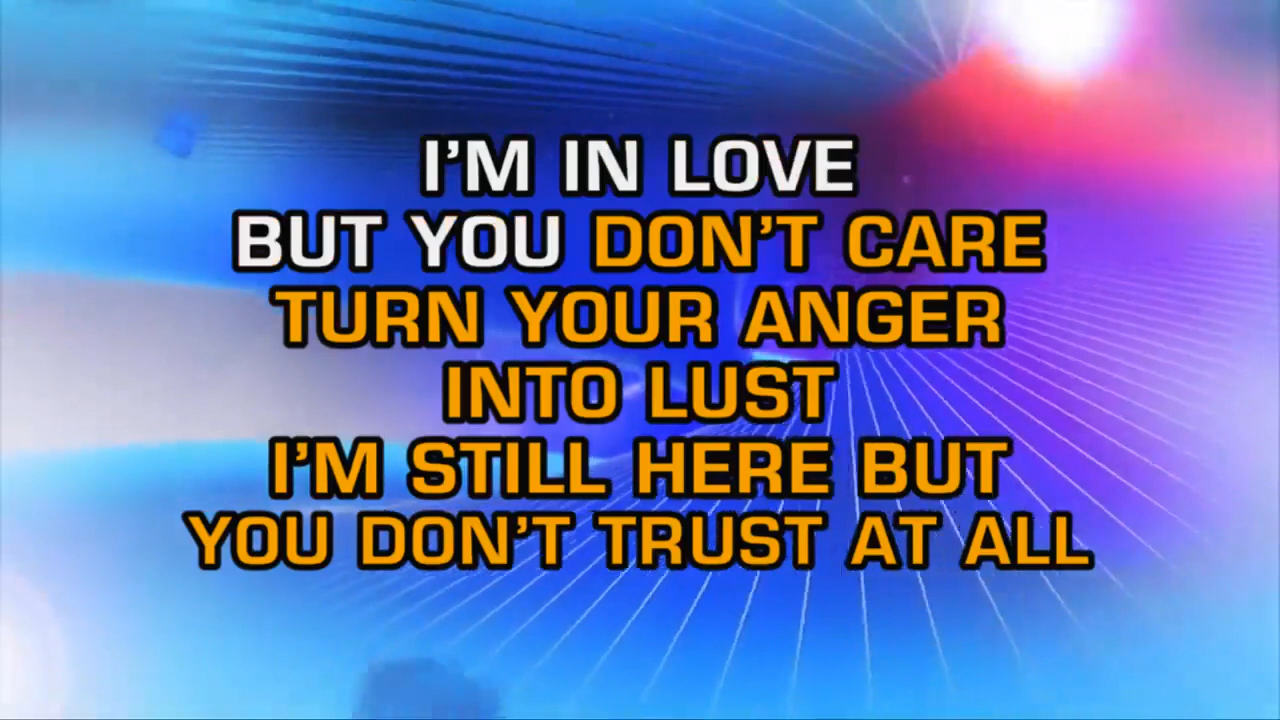 I'M IN LOVE
BUT YOU DON'T CARE
TURN YOUR ANGER
INTO LUST
I'M STILL HERE BUT
YOU DON'T TRUST AT ALL